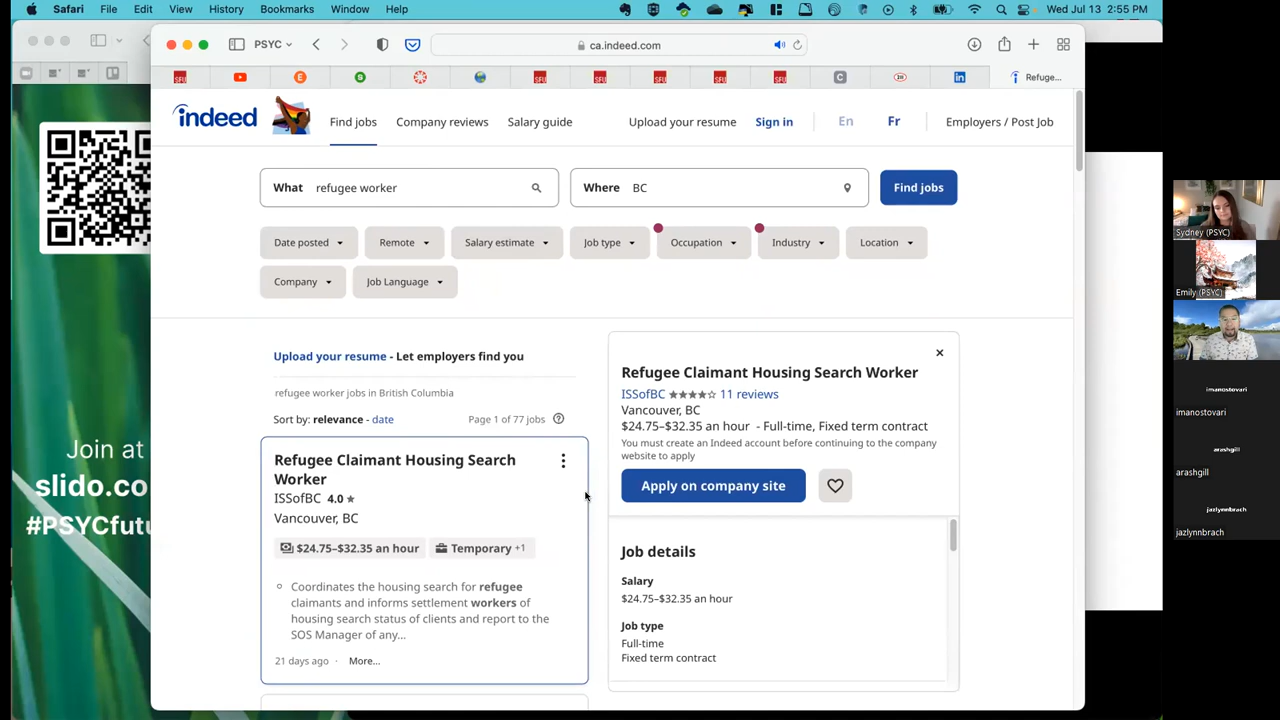 Safari File Edit View History Bookmarks Window Help
Wed Jul 13 2:55 PM
PSYC
ca.indeed.com
SFU
E
SFU
SFU
SFU
SFU
SFU
C
in
Refuge...
indeed
Find jobs
Company reviews
Salary guide
Upload your resume
Sign in
En
Fr
Employers / Post Job
What refugee worker
Where BC
Find jobs
Date posted
Remote
Salary estimate
Job type
Occupation
Industry
Location
Company
Job Language
Upload your resume - Let employers find you
refugee worker jobs in British Columbia
Sort by: relevance - date
Page 1 of 77 jobs
Refugee Claimant Housing Search
Worker
ISSofBC 4.0
Vancouver, BC
$24.75–$32.35 an hour
Temporary +1
Coordinates the housing search for refugee
claimants and informs settlement workers of
housing search status of clients and report to the
SOS Manager of any...
21 days ago · More...
Refugee Claimant Housing Search Worker
ISSofBC 11 reviews
Vancouver, BC
$24.75–$32.35 an hour - Full-time, Fixed term contract
You must create an Indeed account before continuing to the company
website to apply
Apply on company site
Job details
Salary
$24.75–$32.35 an hour
Job type
Full-time
Fixed term contract
Join at
slido.co
#PSYCfutu
Sydney (PSYC)
Emily (PSYC)
imanostovari
imanostovari
arashgill
arashgill
jazlynnbrach
jazlynnbrach